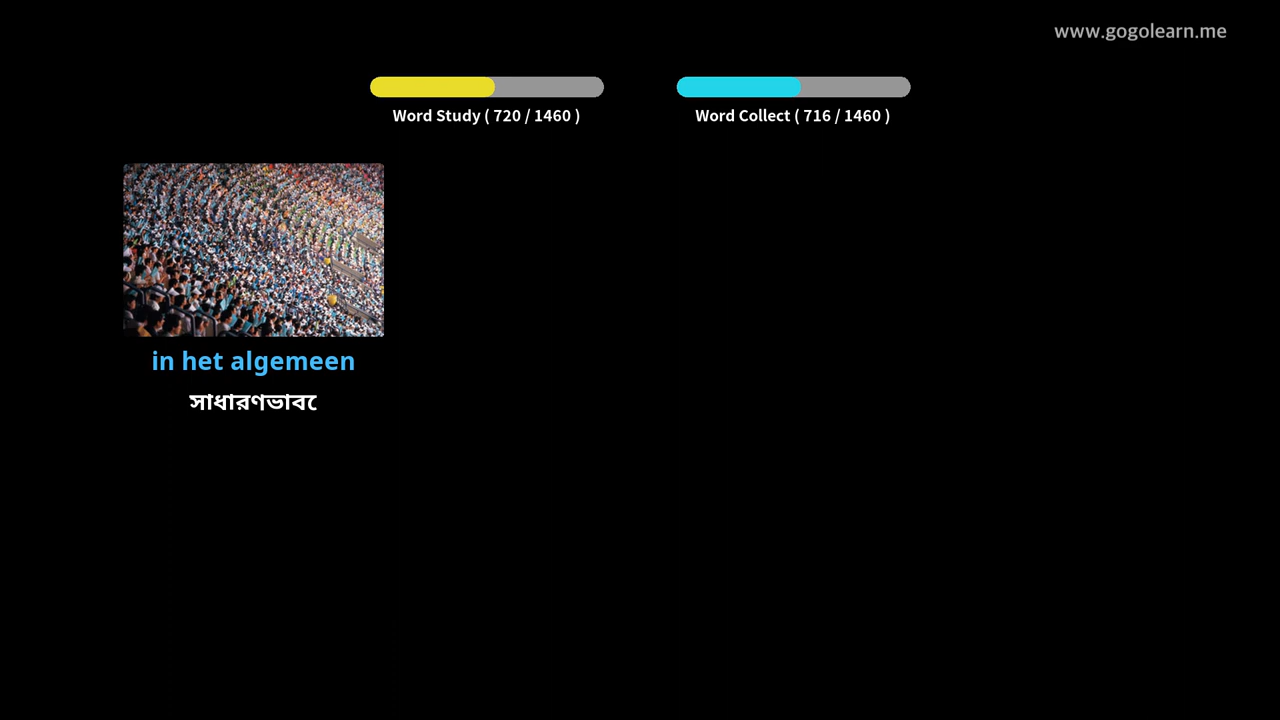 www.gogolearn.me
Word Study ( 720 / 1460 )
Word Collect ( 716 / 1460 )
in het algemeen
সাধারণভাবে